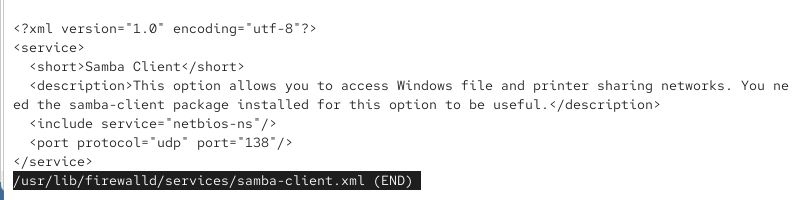 <?xml version="1.0" encoding="utf-8"?>
<service>
  <short>Samba Client</short>
  <description>This option allows you to access Windows file and printer sharing networks. You ne
ed the samba-client package installed for this option to be useful.</description>
  <include service="netbios-ns"/>
  <port protocol="udp" port="138"/>
</service>
/usr/lib/firewalld/services/samba-client.xml (END)